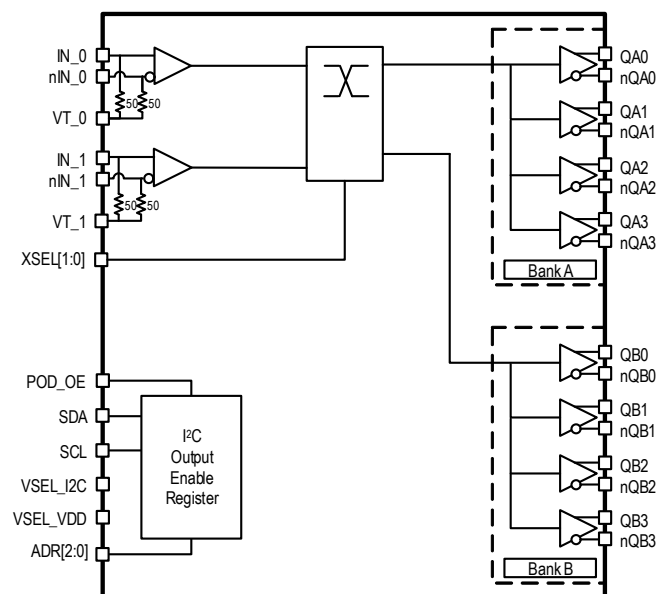 IN_0
nIN_0
50
50
VT_0
IN_1
nIN_1
50
50
VT_1
XSEL[1:0]
POD_OE
SDA
SCL
VSEL_I2C
VSEL_VDD
ADR[2:0]
I²C
Output
Enable
Register
QA0
nQA0
QA1
nQA1
QA2
nQA2
QA3
nQA3
Bank A
QB0
nQB0
QB1
nQB1
QB2
nQB2
QB3
nQB3
Bank B